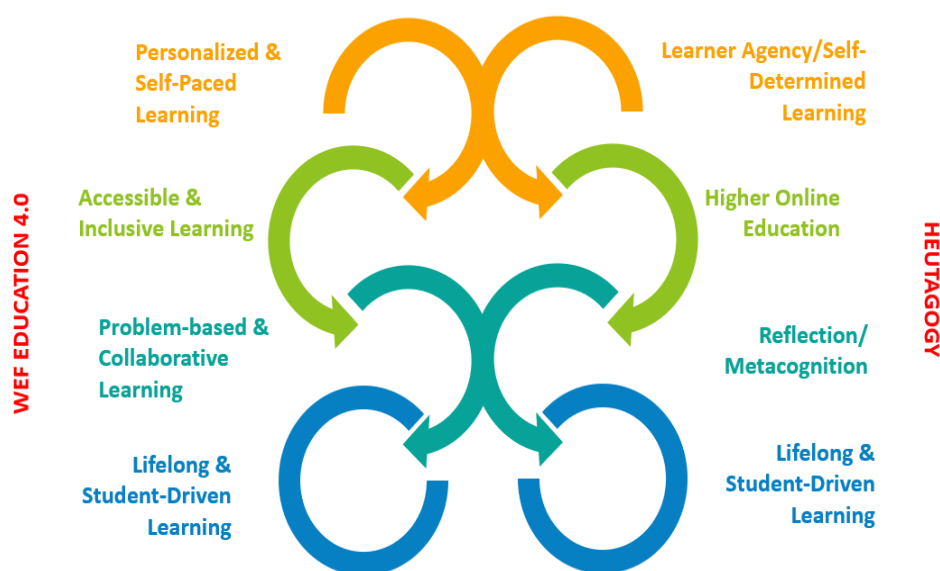 WEF EDUCATION 4.0
Personalized &
Self-Paced
Learning
Accessible &
Inclusive Learning
Problem-based &
Collaborative
Learning
Lifelong &
Student-Driven
Learning
Learner Agency/Self-
Determined
Learning
Higher Online
Education
Reflection/
Metacognition
Lifelong &
Student-Driven
Learning
HEUTAGOGY